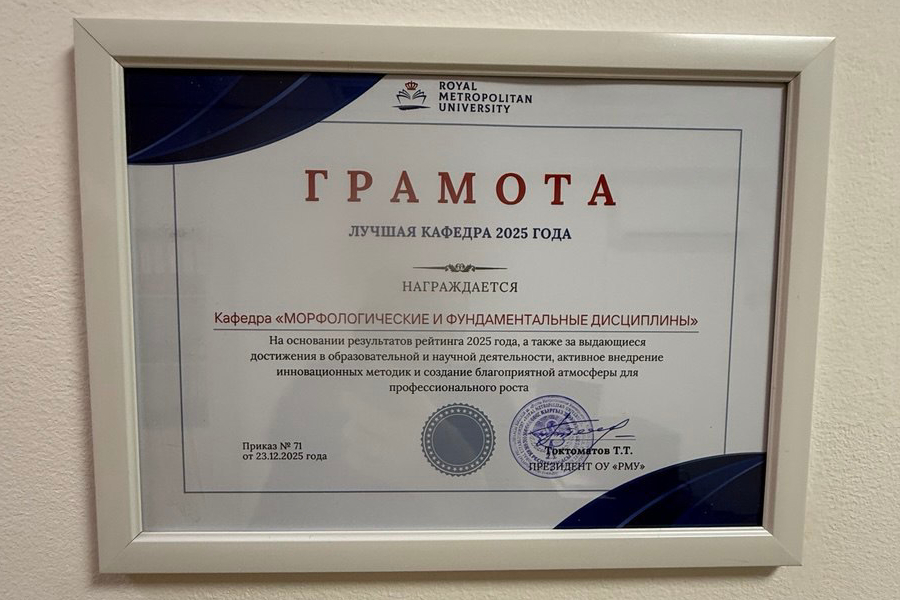 ROYAL
METROPOLITAN
UNIVERSITY
ГРАМОТА
ЛУЧШАЯ КАФЕДРА 2025 ГОДА
НАГРАЖДАЕТСЯ
Кафедра «МОРФОЛОГИЧЕСКИЕ И ФУНДАМЕНТАЛЬНЫЕ ДИСЦИПЛИНЫ»
На основании результатов рейтинга 2025 года, а также за выдающиеся
достижения в образовательной и научной деятельности, активное внедрение
инновационных методик и создание благоприятной атмосферы для
профессионального роста
Приказ № 71
от 23.12.2025 года
Токтоматов Т.Т.
ПРЕЗИДЕНТ ОУ «РМУ»